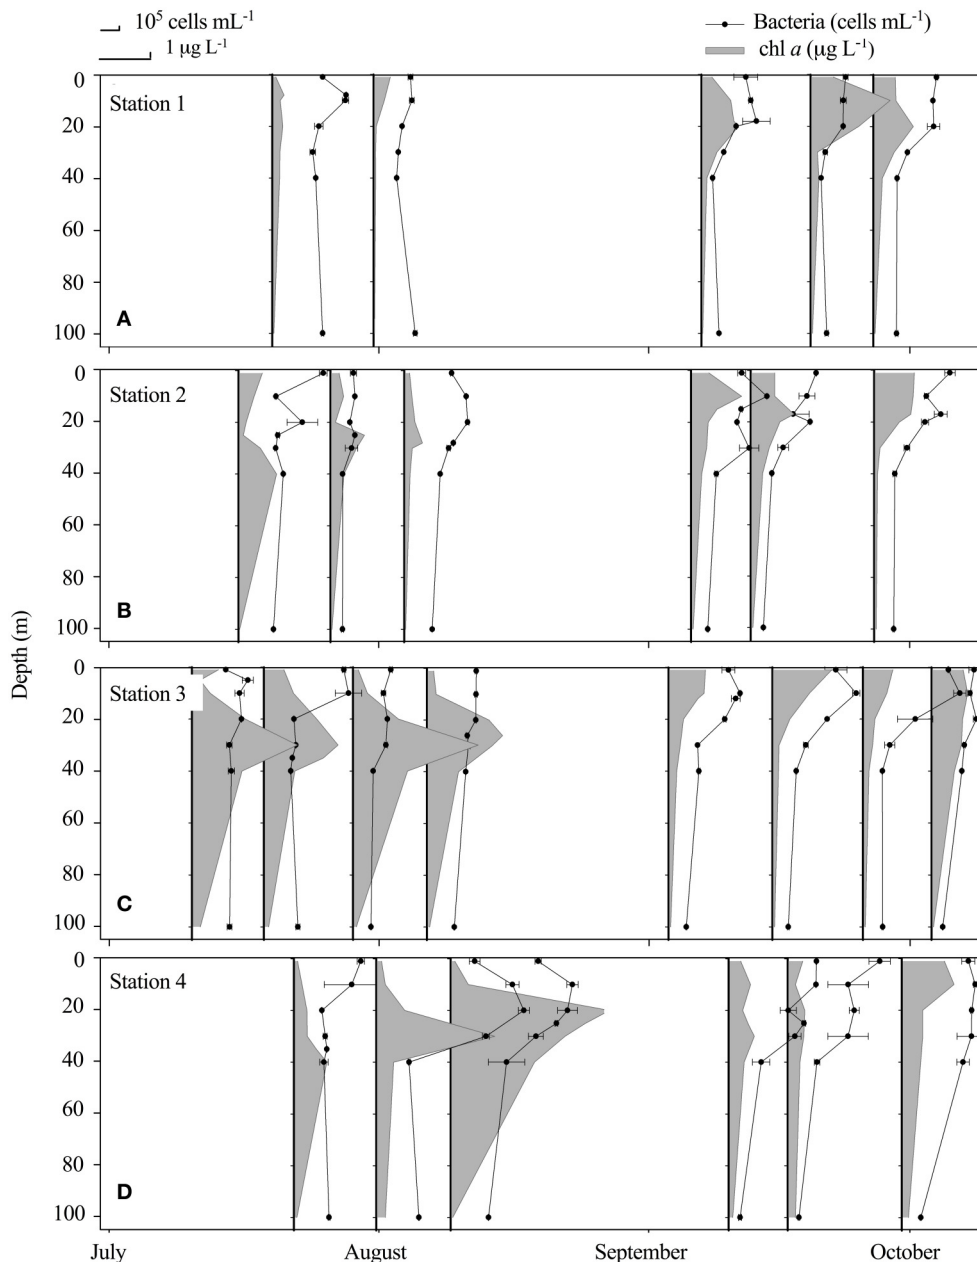 10⁵ cells mL⁻¹
1 µg L⁻¹
Bacteria (cells mL⁻¹)
chl a (µg L⁻¹)
Depth (m)
Station 1
0
20
40
60
80
100
A
Station 2
0
20
40
60
80
100
B
Station 3
0
20
40
60
80
100
C
Station 4
0
20
40
60
80
100
D
July
August
September
October